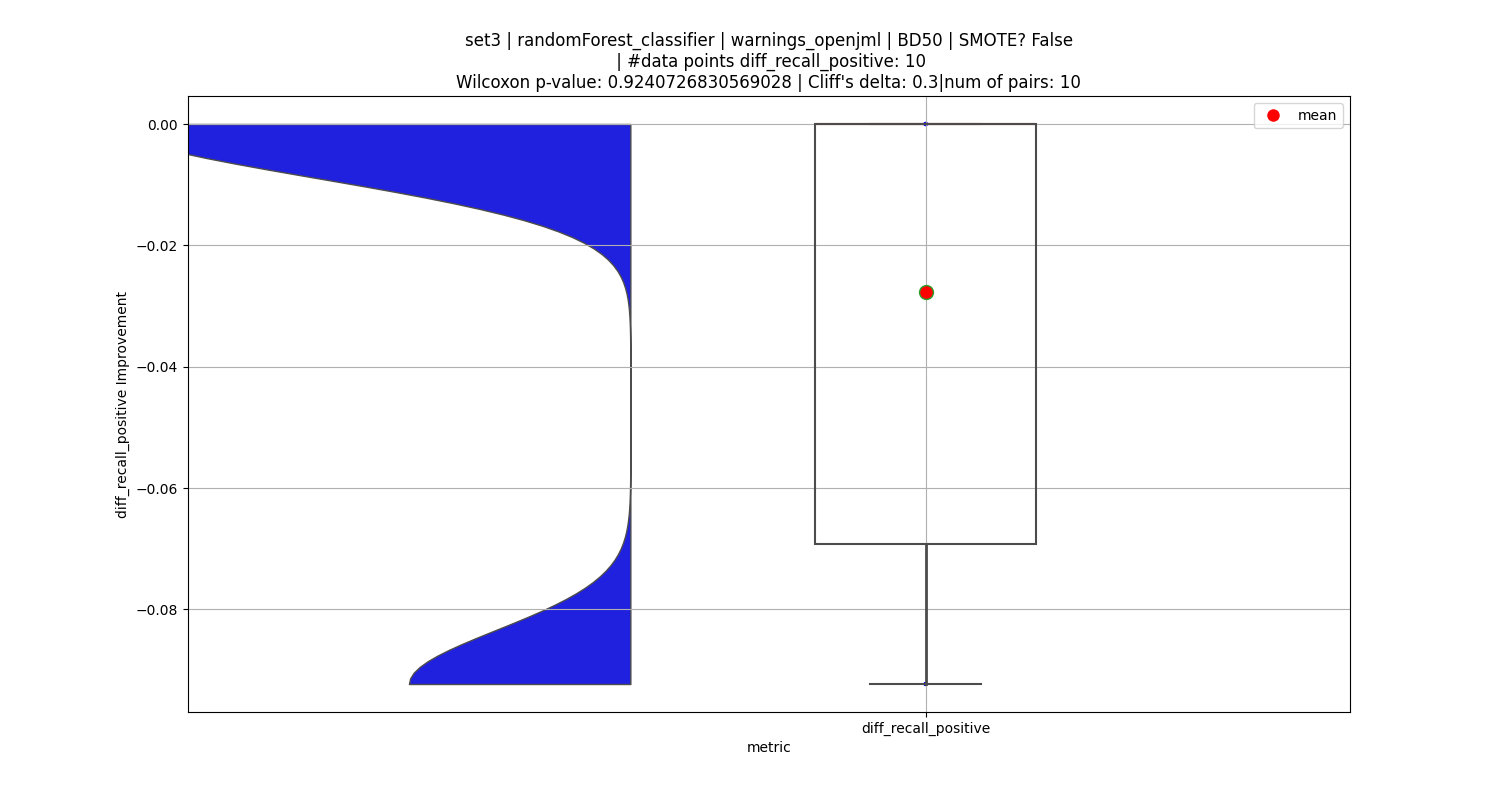 set3 | randomForest_classifier | warnings_openjml | BD50 | SMOTE? False
| #data points diff_recall_positive: 10
Wilcoxon p-value: 0.9240726830569028 | Cliff's delta: 0.3|num of pairs: 10
mean
0.00
−0.02
−0.04
−0.06
−0.08
diff_recall_positive Improvement
diff_recall_positive
metric